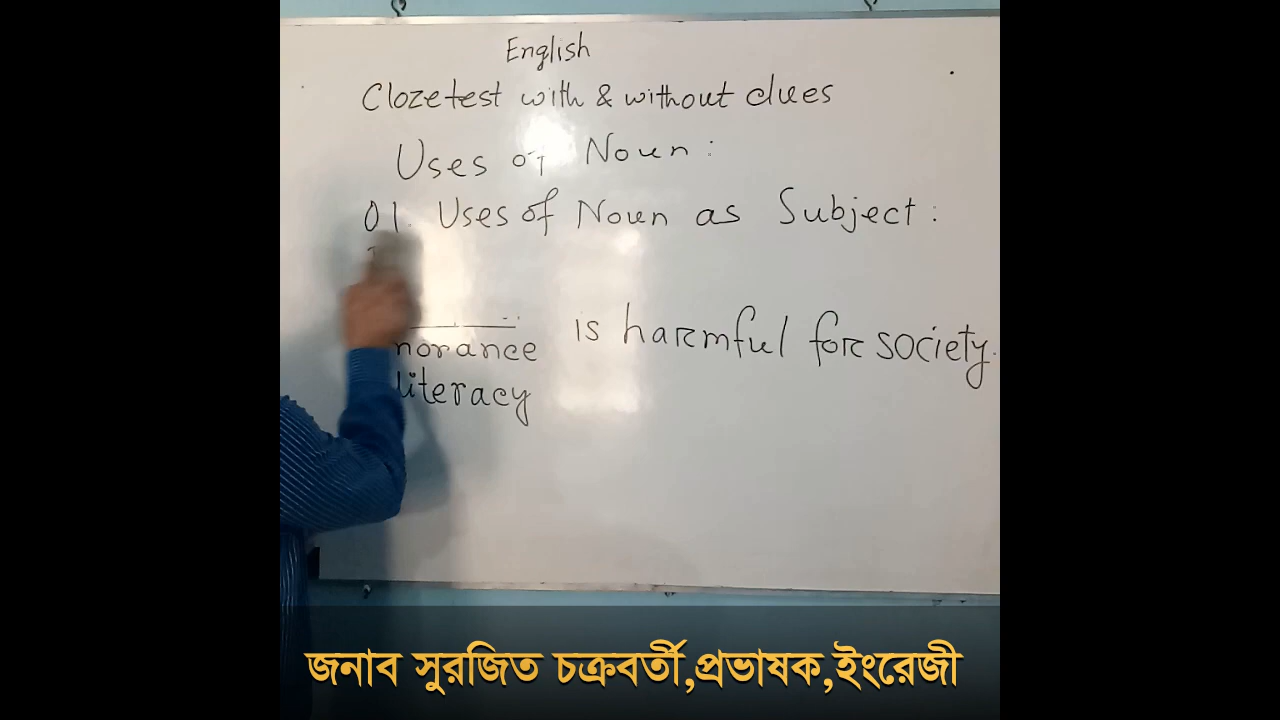 English
Clozetest with & without clues
Uses of Noun:
01. Uses of Noun as Subject:
is harmful for society.
norance
literacy
জনাব সুরজিত চক্রবর্তী,প্রভাষক,ইংরেজী